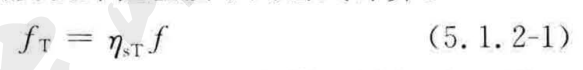 f_T = η_sT f (5.1.2-1)